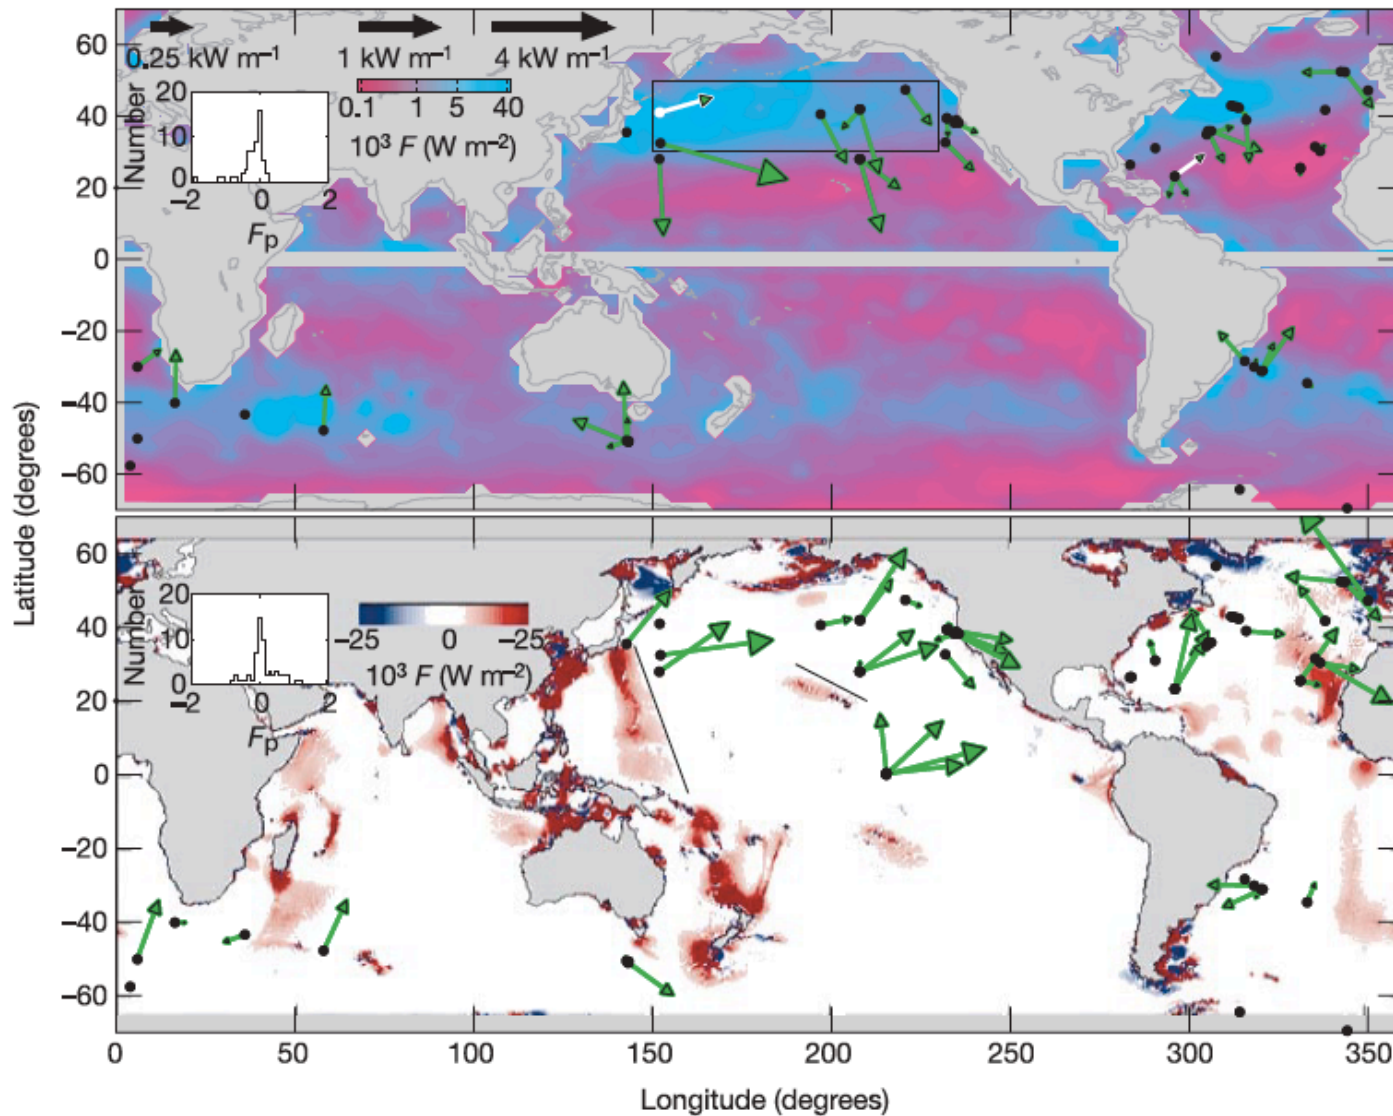 0.25 kW m⁻¹ 1 kW m⁻¹ 4 kW m⁻¹
0.1 1 5 40
10³ F (W m⁻²)
Number
20
10
0
−2 0 2
Fp
60
40
20
0
−20
−40
−60
Latitude (degrees)
Number
20
10
0
−2 0 2
Fp
−25 0 −25
10³ F (W m⁻²)
60
40
20
0
−20
−40
−60
0 50 100 150 200 250 300 350
Longitude (degrees)